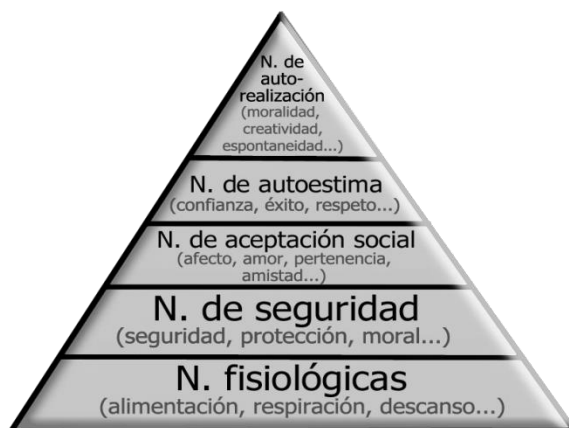 N. de
auto-
realización
(moralidad,
creatividad,
espontaneidad...)
N. de autoestima
(confianza, éxito, respeto...)
N. de aceptación social
(afecto, amor, pertenencia,
amistad...)
N. de seguridad
(seguridad, protección, moral...)
N. fisiológicas
(alimentación, respiración, descanso...)